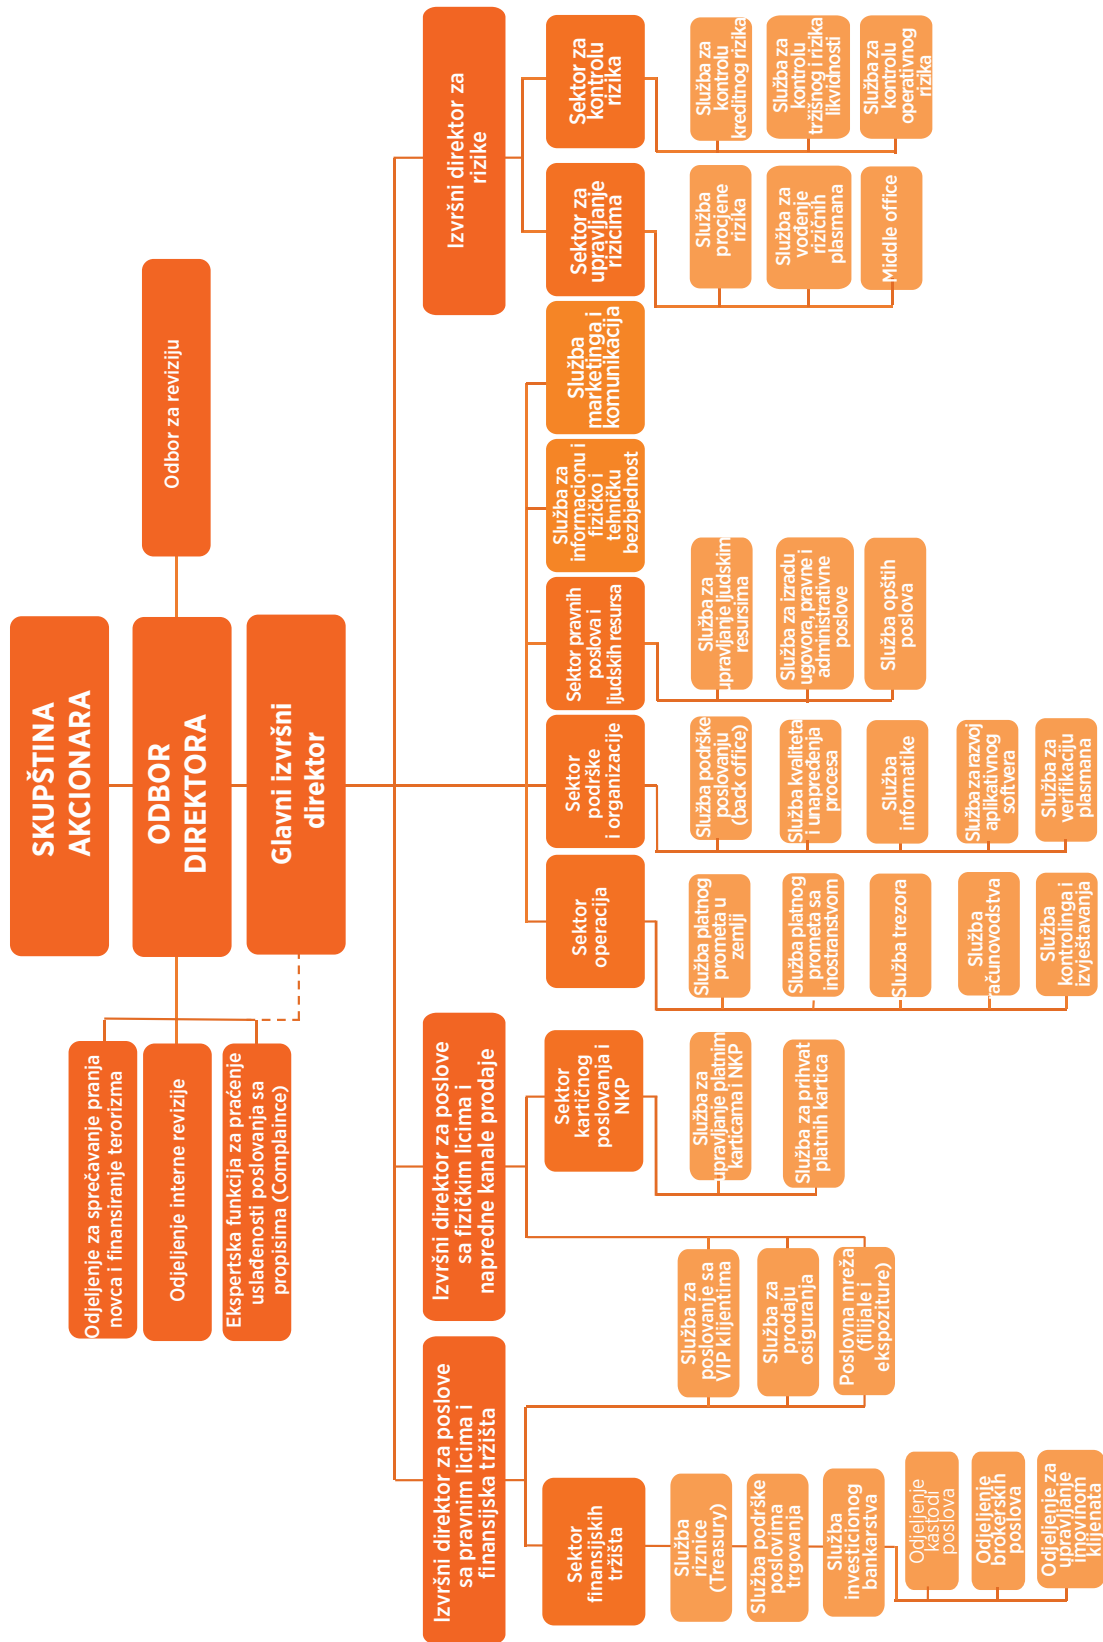 SKUPŠTINA
AKCIONARA
ODBOR
DIREKTORA
Odbor za reviziju
Glavni izvršni
direktor
Odjeljenje za sprečavanje pranja
novca i finansiranje terorizma
Odjeljenje interne revizije
Ekspertska funkcija za praćenje
uslađenosti poslovanja sa
propisima (Complaince)
Izvršni direktor za poslove
sa pravnim licima i
finansijska tržišta
Izvršni direktor za poslove
sa fizičkim licima i
napredne kanale prodaje
Izvršni direktor za
rizike
Sektor
finansijskih
tržišta
Sektor
kartičnog
poslovanja i
NKP
Sektor
operacija
Sektor
podrške
i organizacije
Sektor pravnih
poslova i
ljudskih resursa
Služba za
informacionu i
fizičko i
tehničku
bezbjednost
Služba
marketinga i
komunikacija
Sektor za
upravljanje
rizicima
Sektor za
kontrolu
rizika
Služba
riznice
(Treasury)
Služba podrške
poslovima
trgovanja
Služba
investicionog
bankarstva
Odjeljenje
kastodi
poslova
Odjeljenje
brokerskih
poslova
Odjeljenje za
upravljanje
imovinom
klijenata
Služba za
poslovanje sa
VIP klijentima
Služba za
prodaju
osiguranja
Poslovna mreža
(filijale i
ekspoziture)
Služba za
upravljanje platnim
karticama i NKP
Služba za prihvat
platnih kartica
Služba platnog
prometa u
zemlji
Služba platnog
prometa sa
inostranstvom
Služba trezora
Služba
računovodstva
Služba
kontrolinga i
izvještavanja
Služba podrške
poslovanju
(back office)
Služba kvaliteta
i unapređenja
procesa
Služba
informatike
Služba za razvoj
aplikativnog
softvera
Služba za
verifikaciju
plasmana
Služba za
upravljanje ljudskim
resursima
Služba za izradu
ugovora, pravne i
administrativne
poslove
Služba opštih
poslova
Služba
procjene
rizika
Služba za
vođenje
rizičnih
plasmana
Middle office
Služba za
kontrolu
kreditnog rizika
Služba za
kontrolu
tržišnog i rizika
likvidnosti
Služba za
kontrolu
operativnog
rizika